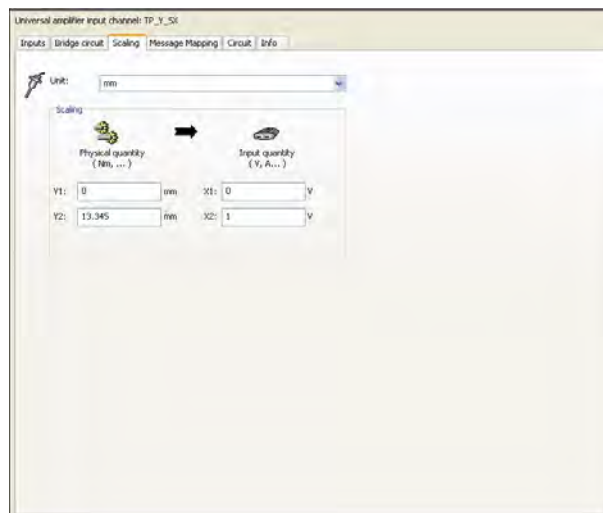 Universal amplifier input channel: TP_Y_SX
Inputs Bridge circuit Scaling Message Mapping Circuit Info
Unit: mm
Scaling
Physical quantity Input quantity
( Nm, ... ) ( V, A... )
Y1: 0 mm X1: 0 V
Y2: 13.345 mm X2: 1 V